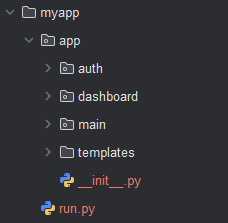 myapp
app
auth
dashboard
main
templates
__init__.py
run.py